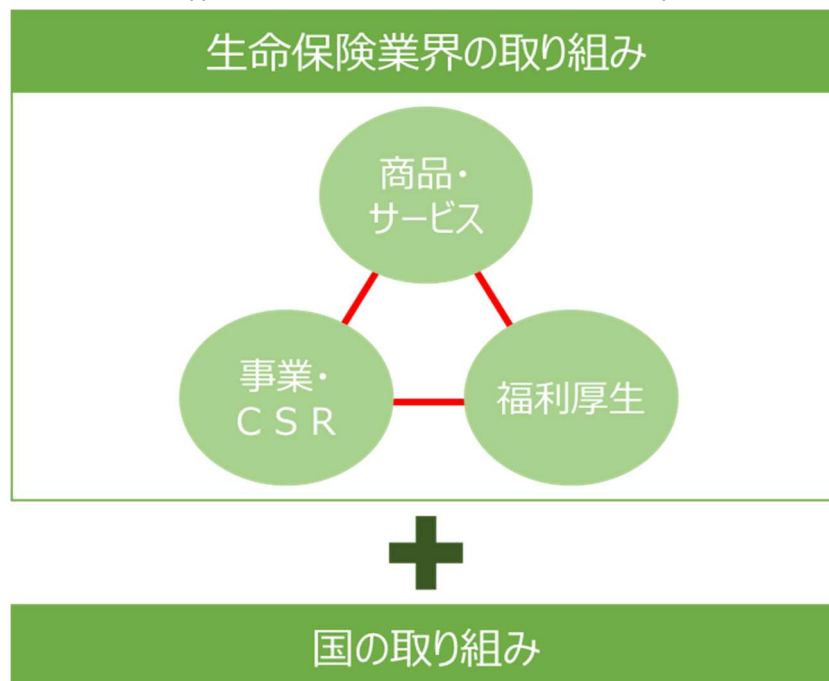 生命保険業界の取り組み
商品・
サービス
事業・
ＣＳＲ
福利厚生
国の取り組み